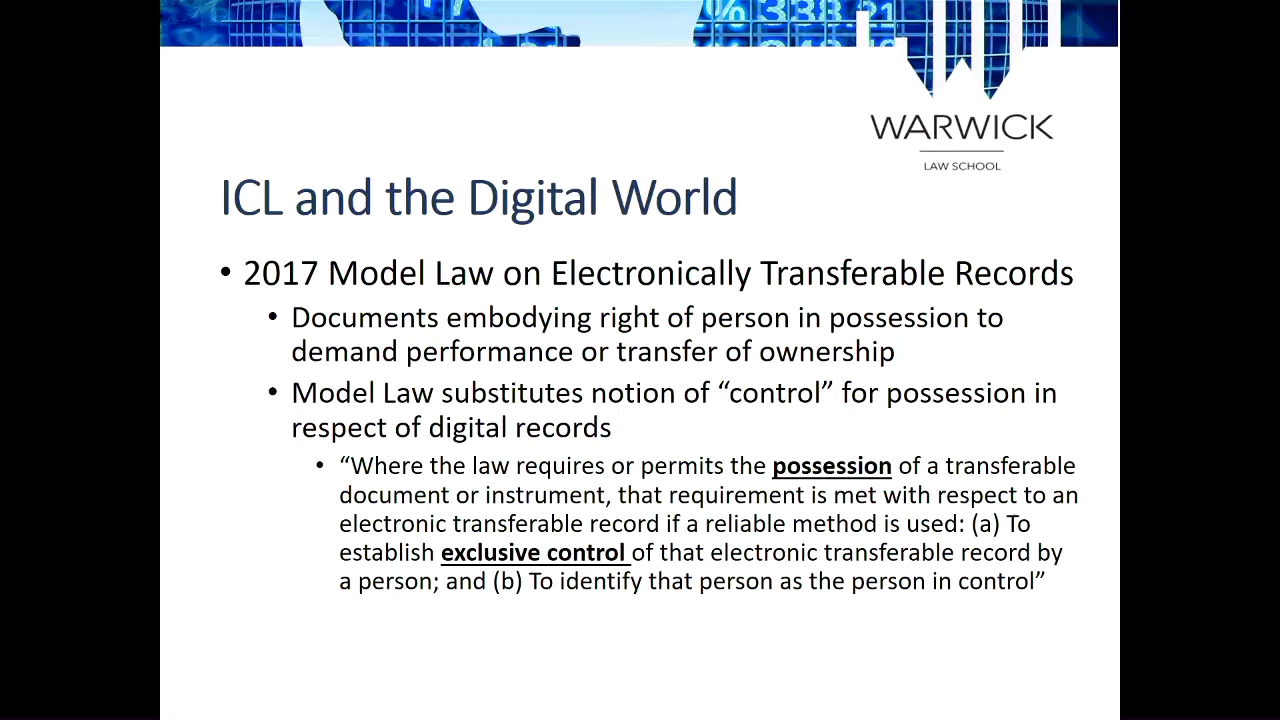 % 338.21
WARWICK
LAW SCHOOL
ICL and the Digital World
• 2017 Model Law on Electronically Transferable Records
• Documents embodying right of person in possession to
demand performance or transfer of ownership
• Model Law substitutes notion of “control” for possession in
respect of digital records
• “Where the law requires or permits the possession of a transferable
document or instrument, that requirement is met with respect to an
electronic transferable record if a reliable method is used: (a) To
establish exclusive control of that electronic transferable record by
a person; and (b) To identify that person as the person in control”